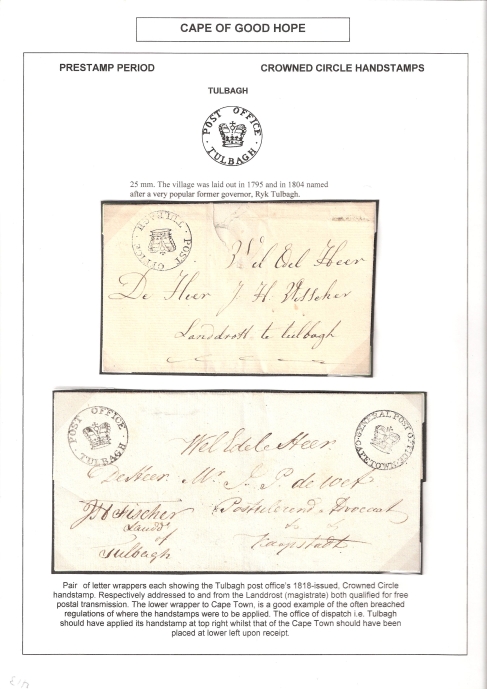 CAPE OF GOOD HOPE
PRESTAMP PERIOD
CROWNED CIRCLE HANDSTAMPS
TULBAGH
POST OFFICE
TULBAGH
25 mm. The village was laid out in 1795 and in 1804 named
after a very popular former governor, Ryk Tulbagh.
POST OFFICE
TULBAGH
Wel Edel Heer
De Heer J. H. Visscher
Landdrost te tulbagh
POST OFFICE
TULBAGH
GENERAL POST OFFICE
CAPE TOWN
Wel Edele Heer
De Heer Mr J. P. de Wet
JH Fischer
Landdt
of
Tulbagh
Kaapstadt
Pair of letter wrappers each showing the Tulbagh post office's 1818-issued, Crowned Circle
handstamp. Respectively addressed to and from the Landdrost (magistrate) both qualified for free
postal transmission. The lower wrapper to Cape Town, is a good example of the often breached
regulations of where the handstamps were to be applied. The office of dispatch i.e. Tulbagh
should have applied its handstamp at top right whilst that of the Cape Town should have been
placed at lower left upon receipt.